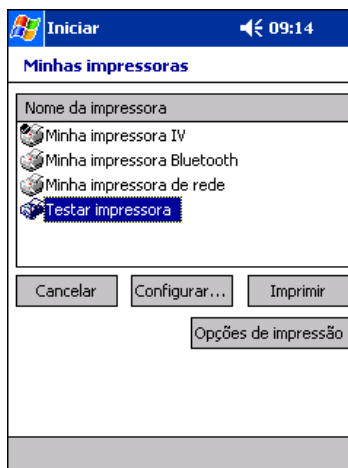 Iniciar 09:14
Minhas impressoras
Nome da impressora
Minha impressora IV
Minha impressora Bluetooth
Minha impressora de rede
Testar impressora
Cancelar Configurar... Imprimir
Opções de impressão